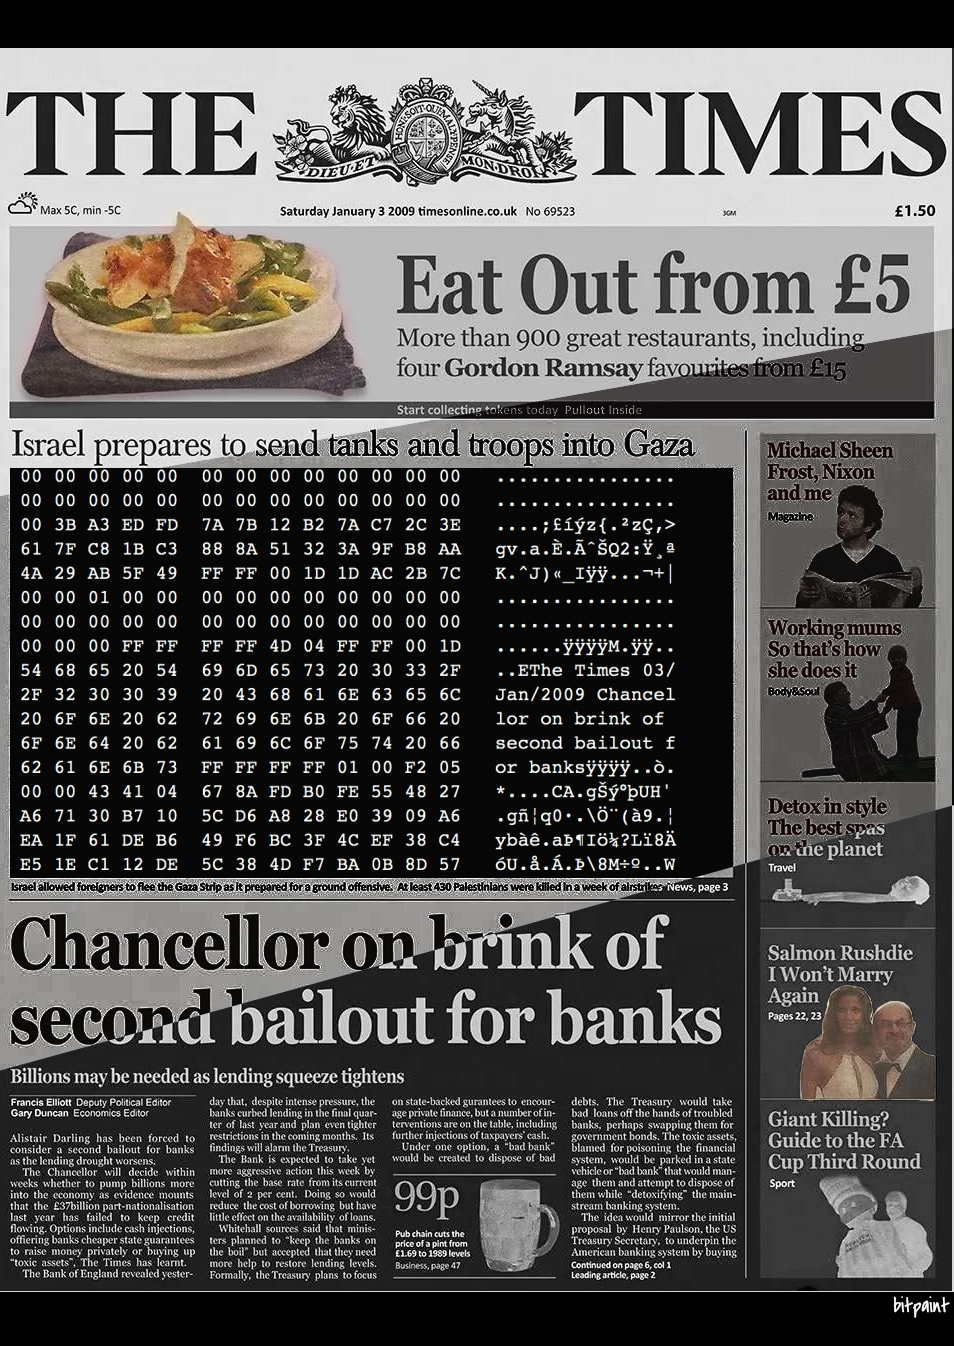 THE TIMES
HONI·SOIT·QUI·MAL·Y·PENSE
DIEU·ET MON·DROIT
Max 5C, min -5C
Saturday January 3 2009 timesonline.co.uk No 69523
3GM
£1.50
Eat Out from £5
More than 900 great restaurants, including
four Gordon Ramsay favourites from £15
Start collecting tokens today Pullout Inside
Israel prepares to send tanks and troops into Gaza
00 00 00 00 00 00 00 00 00 00 00 00 00 ................
00 00 00 00 00 00 00 00 00 00 00 00 00 ................
00 3B A3 ED FD 7A 7B 12 B2 7A C7 2C 3E ....;£íýz{.²zÇ,>
61 7F C8 1B C3 88 8A 51 32 3A 9F B8 AA gv.a.È.ÃˆŠQ2:Ÿ¸ª
4A 29 AB 5F 49 FF FF 00 1D 1D AC 2B 7C K.^J)«_Iÿÿ...¬+|
00 00 01 00 00 00 00 00 00 00 00 00 00 ................
00 00 00 00 00 00 00 00 00 00 00 00 00 ................
00 00 00 FF FF FF FF 4D 04 FF FF 00 1D ......ÿÿÿÿM.ÿÿ..
54 68 65 20 54 69 6D 65 73 20 30 33 2F ..EThe Times 03/
2F 32 30 30 39 20 43 68 61 6E 63 65 6C Jan/2009 Chancel
20 6F 6E 20 62 72 69 6E 6B 20 6F 66 20 lor on brink of
6F 6E 64 20 62 61 69 6C 6F 75 74 20 66 second bailout f
62 61 6E 6B 73 FF FF FF FF 01 00 F2 05 or banksÿÿÿÿ..ò.
00 00 43 41 04 67 8A FD B0 FE 55 48 27 *....CA.gŠý°þUH'
A6 71 30 B7 10 5C D6 A8 28 E0 39 09 A6 .gñ¦q0·.\Ö¨(à9.¦
EA 1F 61 DE B6 49 F6 BC 3F 4C EF 38 C4 ybàê.aÞ¶Iö¼?Lï8Ä
E5 1E C1 12 DE 5C 38 4D F7 BA 0B 8D 57 óU.å.Á.Þ\8M÷º..W
Israel allowed foreigners to flee the Gaza Strip as it prepared for a ground offensive. At least 430 Palestinians were killed in a week of airstrikes News, page 3
Chancellor on brink of
second bailout for banks
Billions may be needed as lending squeeze tightens
Francis Elliott Deputy Political Editor
Gary Duncan Economics Editor
Alistair Darling has been forced to
consider a second bailout for banks
as the lending drought worsens.
The Chancellor will decide within
weeks whether to pump billions more
into the economy as evidence mounts
that the £37billion part-nationalisation
last year has failed to keep credit
flowing. Options include cash injections,
offiering banks cheaper state guarantees
to raise money privately or buying up
“toxic assets”, The Times has learnt.
The Bank of England revealed yester-
day that, despite intense pressure, the
banks curbed lending in the final quar-
ter of last year and plan even tighter
restrictions in the coming months. Its
findings will alarm the Treasury.
The Bank is expected to take yet
more aggressive action this week by
cutting the base rate from its current
level of 2 per cent. Doing so would
reduce the cost of borrowing but have
little effect on the availability of loans.
Whitehall sources said that minis-
ters planned to “keep the banks on
the boil” but accepted that they need
more help to restore lending levels.
Formally, the Treasury plans to focus
on state-backed gurantees to encour-
age private finance, but a number of in-
terventions are on the table, including
further injections of taxpayers’ cash.
Under one option, a “bad bank”
would be created to dispose of bad
99p
Pub chain cuts the
price of a pint from
£1.69 to 1989 levels
Business, page 47
debts. The Treasury would take
bad loans off the hands of troubled
banks, perhaps swapping them for
government bonds. The toxic assets,
blamed for poisoning the financial
system, would be parked in a state
vehicle or “bad bank” that would man-
age them and attempt to dispose of
them while “detoxifying” the main-
stream banking system.
The idea would mirror the initial
proposal by Henry Paulson, the US
Treasury Secretary, to underpin the
American banking system by buying
Continued on page 6, col 1
Leading article, page 2
Michael Sheen
Frost, Nixon
and me
Magazine
Working mums
So that’s how
she does it
Body&Soul
Detox in style
The best spas
on the planet
Travel
Salmon Rushdie
I Won’t Marry
Again
Pages 22, 23
Giant Killing?
Guide to the FA
Cup Third Round
Sport
bitpaint